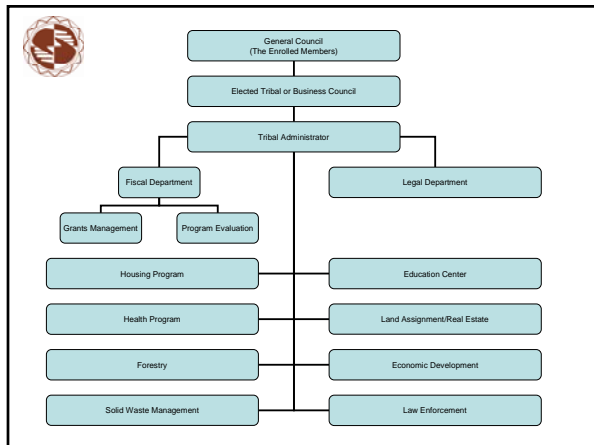 General Council
(The Enrolled Members)
Elected Tribal or Business Council
Tribal Administrator
Fiscal Department
Legal Department
Grants Management
Program Evaluation
Housing Program
Education Center
Health Program
Land Assignment/Real Estate
Forestry
Economic Development
Solid Waste Management
Law Enforcement